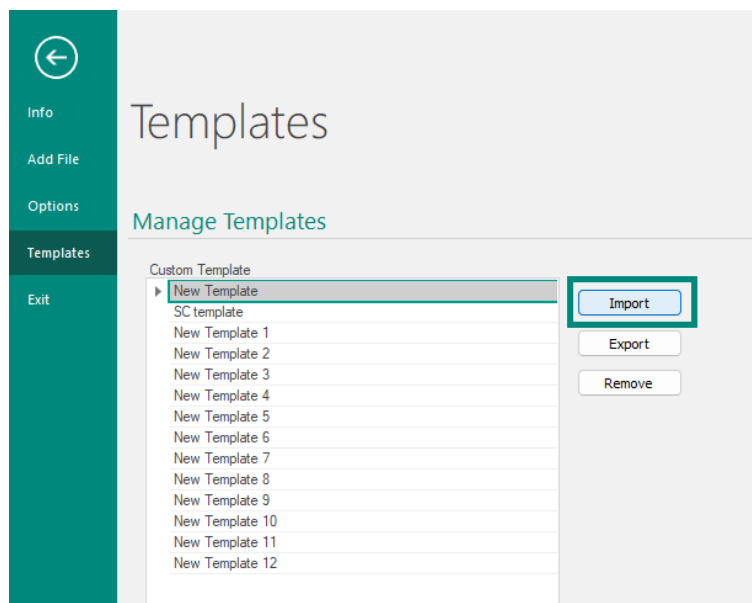 Info
Add File
Options
Templates
Exit
Templates
Manage Templates
Custom Template
New Template
SC template
New Template 1
New Template 2
New Template 3
New Template 4
New Template 5
New Template 6
New Template 7
New Template 8
New Template 9
New Template 10
New Template 11
New Template 12
Import
Export
Remove